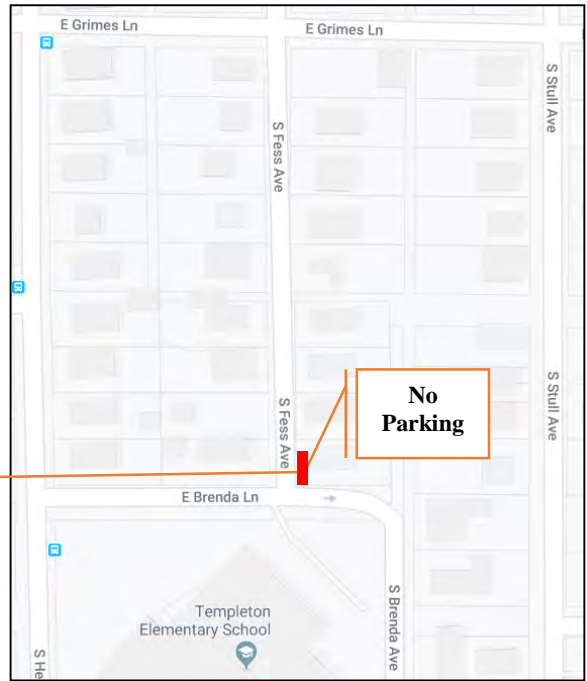 E Grimes Ln
E Grimes Ln
S Stull Ave
S Fess Ave
No
Parking
S Stull Ave
S Fess Ave
E Brenda Ln
Templeton
Elementary School
S Brenda Ave
S He